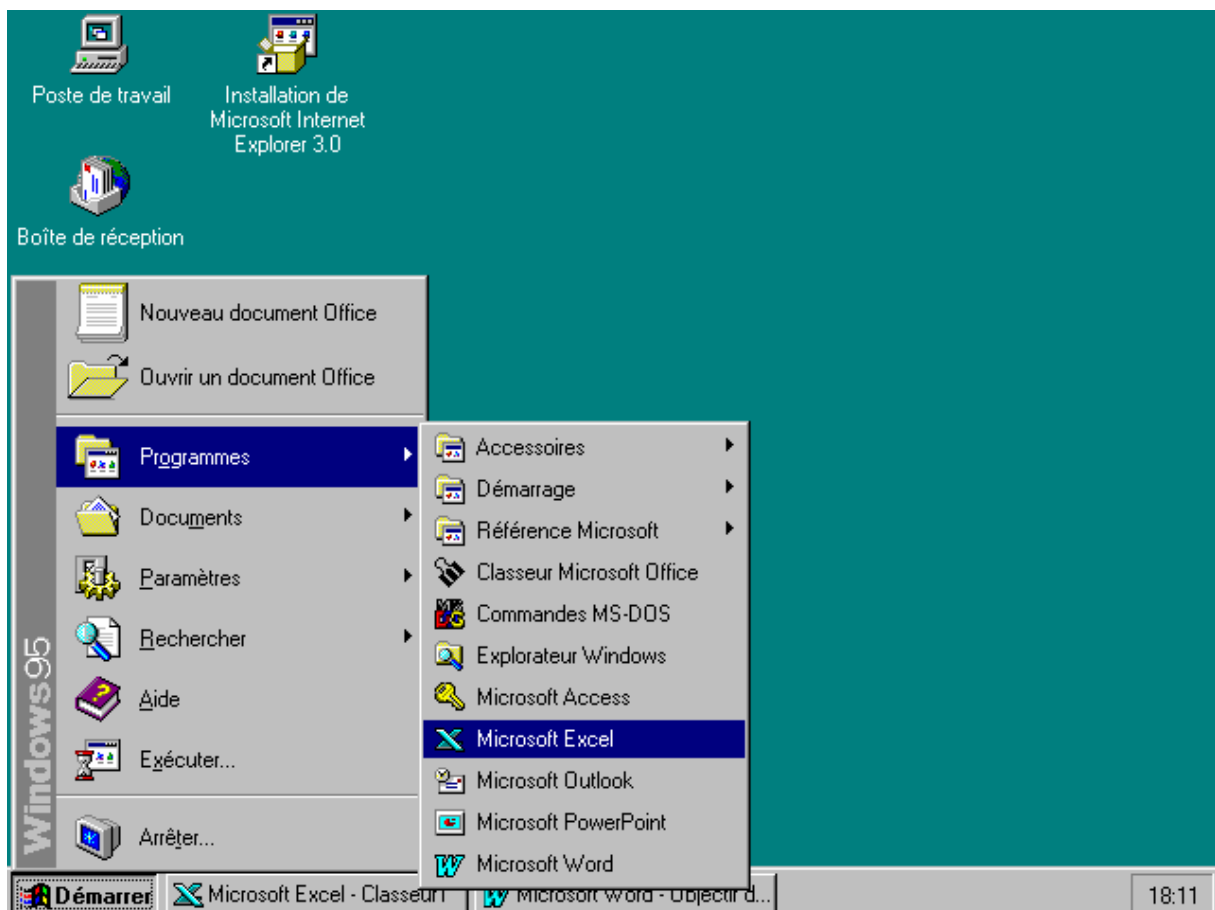 Poste de travail
Installation de
Microsoft Internet
Explorer 3.0
Boîte de réception
Nouveau document Office
Ouvrir un document Office
Programmes
Documents
Paramètres
Rechercher
Aide
Exécuter...
Arrêter...
Windows95
Accessoires
Démarrage
Référence Microsoft
Classeur Microsoft Office
Commandes MS-DOS
Explorateur Windows
Microsoft Access
Microsoft Excel
Microsoft Outlook
Microsoft PowerPoint
Microsoft Word
Démarrer
Microsoft Excel - Classeur1
Microsoft Word - Objectif d...
18:11